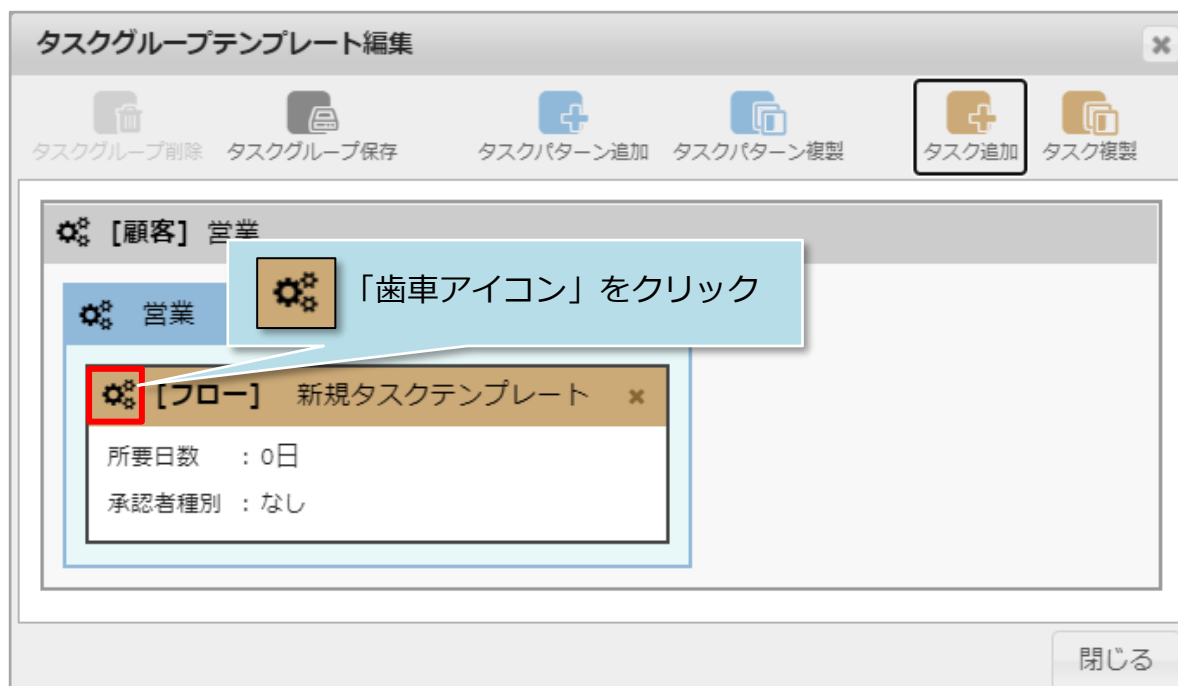 タスクグループテンプレート編集
タスクグループ削除 タスクグループ保存 タスクパターン追加 タスクパターン複製 タスク追加 タスク複製
[顧客] 営業
「歯車アイコン」をクリック
営業
[フロー] 新規タスクテンプレート
所要日数 : 0日
承認者種別 : なし
閉じる